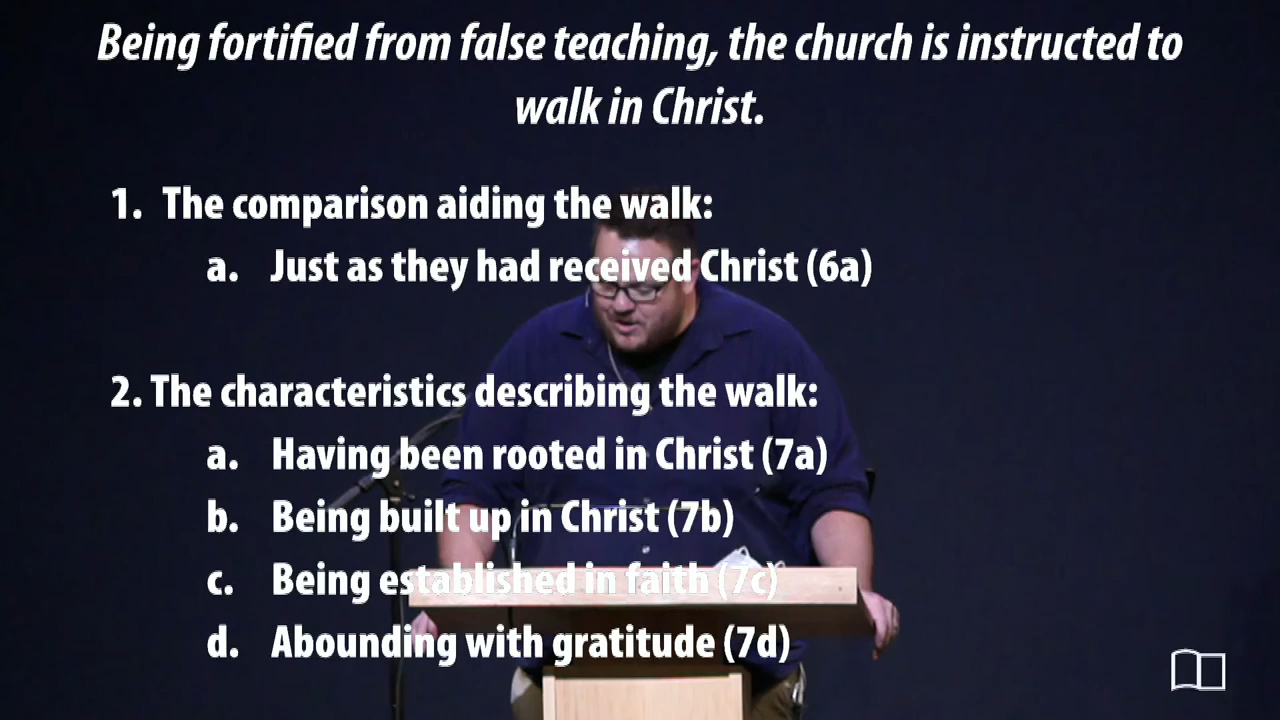 Being fortified from false teaching, the church is instructed to
walk in Christ.
1. The comparison aiding the walk:
a. Just as they had received Christ (6a)
2. The characteristics describing the walk:
a. Having been rooted in Christ (7a)
b. Being built up in Christ (7b)
c. Being established in faith (7c)
d. Abounding with gratitude (7d)